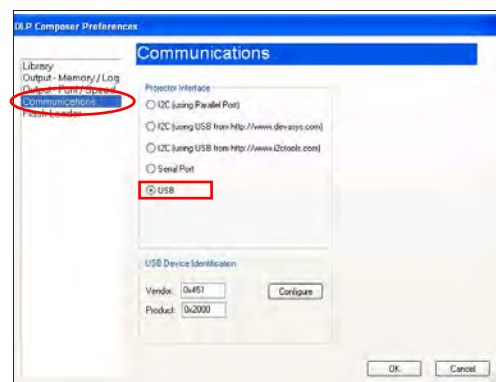 DLP Composer Preferences
Library
Output - Memory / Log
Output - Port / Speed
Communications
Flash Loader
Communications
Projector Interface
I2C (using Parallel Port)
I2C (using USB from http://www.devasys.com)
I2C (using USB from http://www.i2ctools.com)
Serial Port
USB
USB Device Identification
Vendor: 0x451
Configure
Product: 0x2000
OK
Cancel